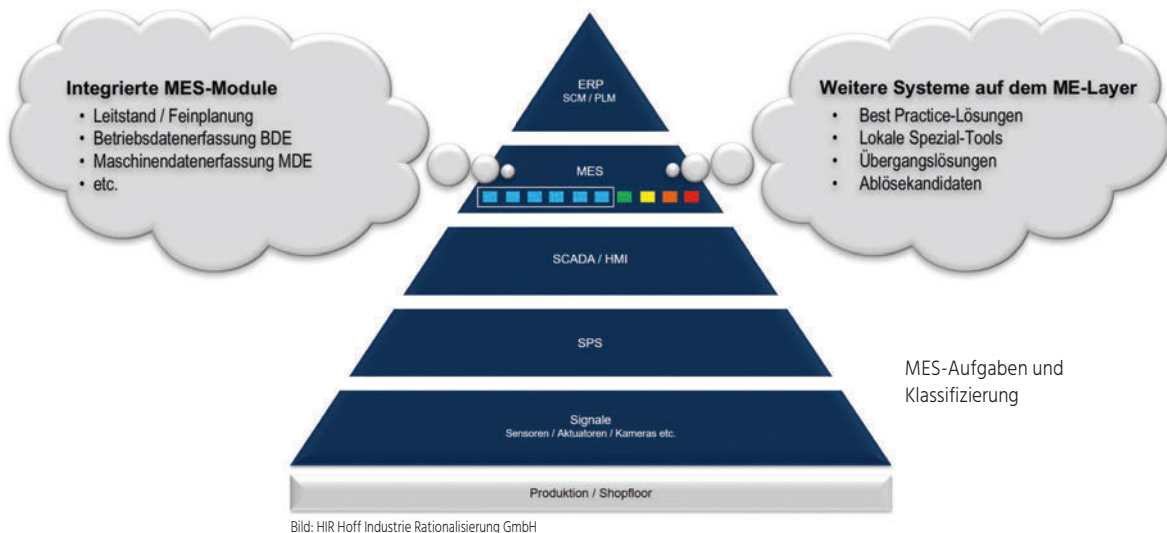 Integrierte MES-Module
• Leitstand / Feinplanung
• Betriebsdatenerfassung BDE
• Maschinendatenerfassung MDE
• etc.
ERP
SCM / PLM
Weitere Systeme auf dem ME-Layer
• Best Practice-Lösungen
• Lokale Spezial-Tools
• Übergangslösungen
• Ablösekandidaten
MES
SCADA / HMI
SPS
Signale
Sensoren / Aktuatoren / Kameras etc.
Produktion / Shopfloor
MES-Aufgaben und
Klassifizierung
Bild: HIR Hoff Industrie Rationalisierung GmbH